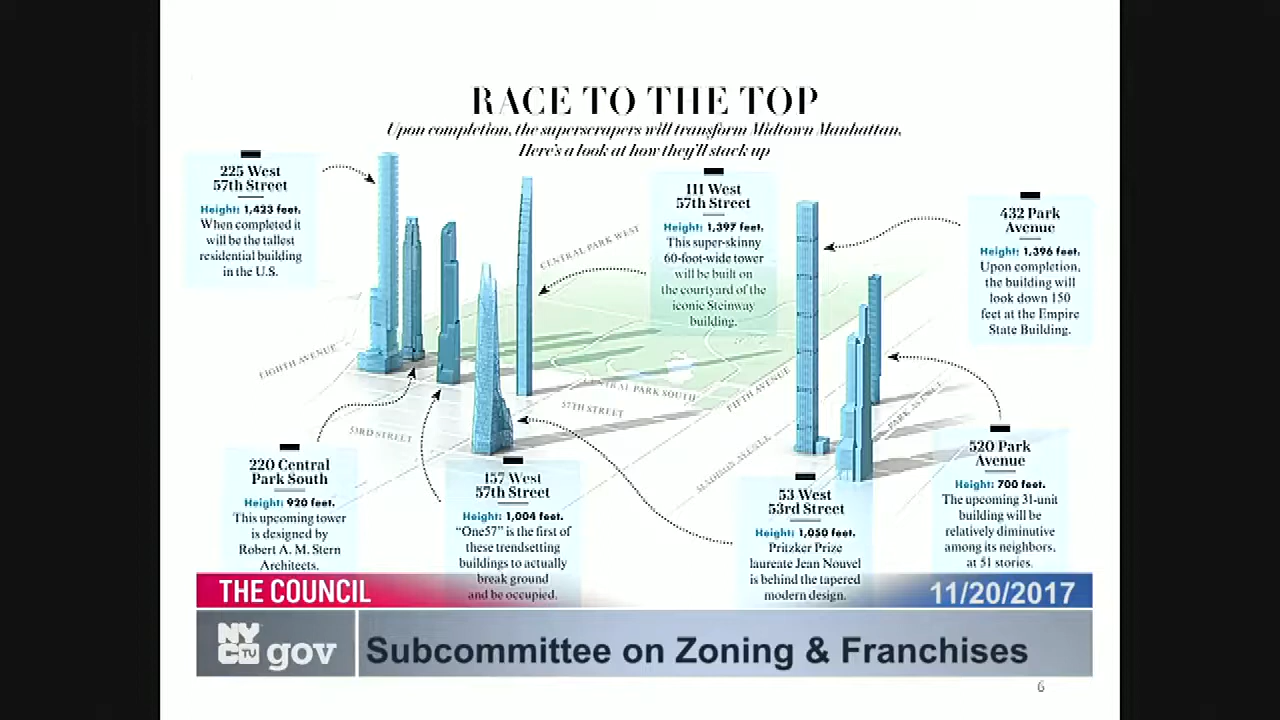 RACE TO THE TOP
Upon completion, the superscrapers will transform Midtown Manhattan,
Here's a look at how they'll stack up
225 West
57th Street
Height: 1,423 feet.
When completed it
will be the tallest
residential building
in the U.S.
111 West
57th Street
Height: 1,397 feet.
This super-skinny
60-foot-wide tower
will be built on
the courtyard of the
iconic Steinway
building.
432 Park
Avenue
Height: 1,396 feet.
Upon completion,
the building will
look down 150
feet at the Empire
State Building.
CENTRAL PARK WEST
EIGHTH AVENUE
CENTRAL PARK SOUTH
57TH STREET
53RD STREET
FIFTH AVENUE
MADISON AVENUE
PARK AVENUE
220 Central
Park South
Height: 920 feet.
This upcoming tower
is designed by
Robert A. M. Stern
Architects.
157 West
57th Street
Height: 1,004 feet.
“One57” is the first of
these trendsetting
buildings to actually
break ground
and be occupied.
53 West
53rd Street
Height: 1,050 feet.
Pritzker Prize
laureate Jean Nouvel
is behind the tapered
modern design.
520 Park
Avenue
Height: 700 feet.
The upcoming 31-unit
building will be
relatively diminutive
among its neighbors,
at 51 stories.
THE COUNCIL
11/20/2017
NYC TV gov
Subcommittee on Zoning & Franchises
6